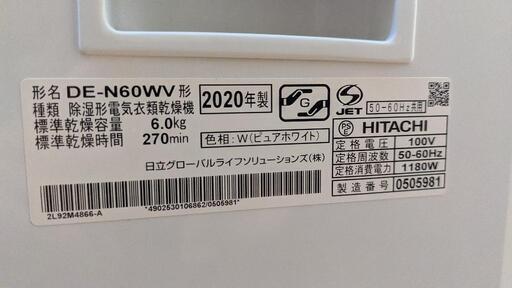 形名 DE-N60WV 形
種類 除湿形電気衣類乾燥機
標準乾燥容量 6.0kg
標準乾燥時間 270min
2020年製
色相:W(ピュアホワイト)
G
S
JET
50-60Hz共用
PS
E
HITACHI
定格電圧 100V
定格周波数 50-60Hz
定格消費電力 1180W
製造番号 0505981
日立グローバルライフソリューションズ(株)
2L92M4866-A
*4902530106862/0505981*